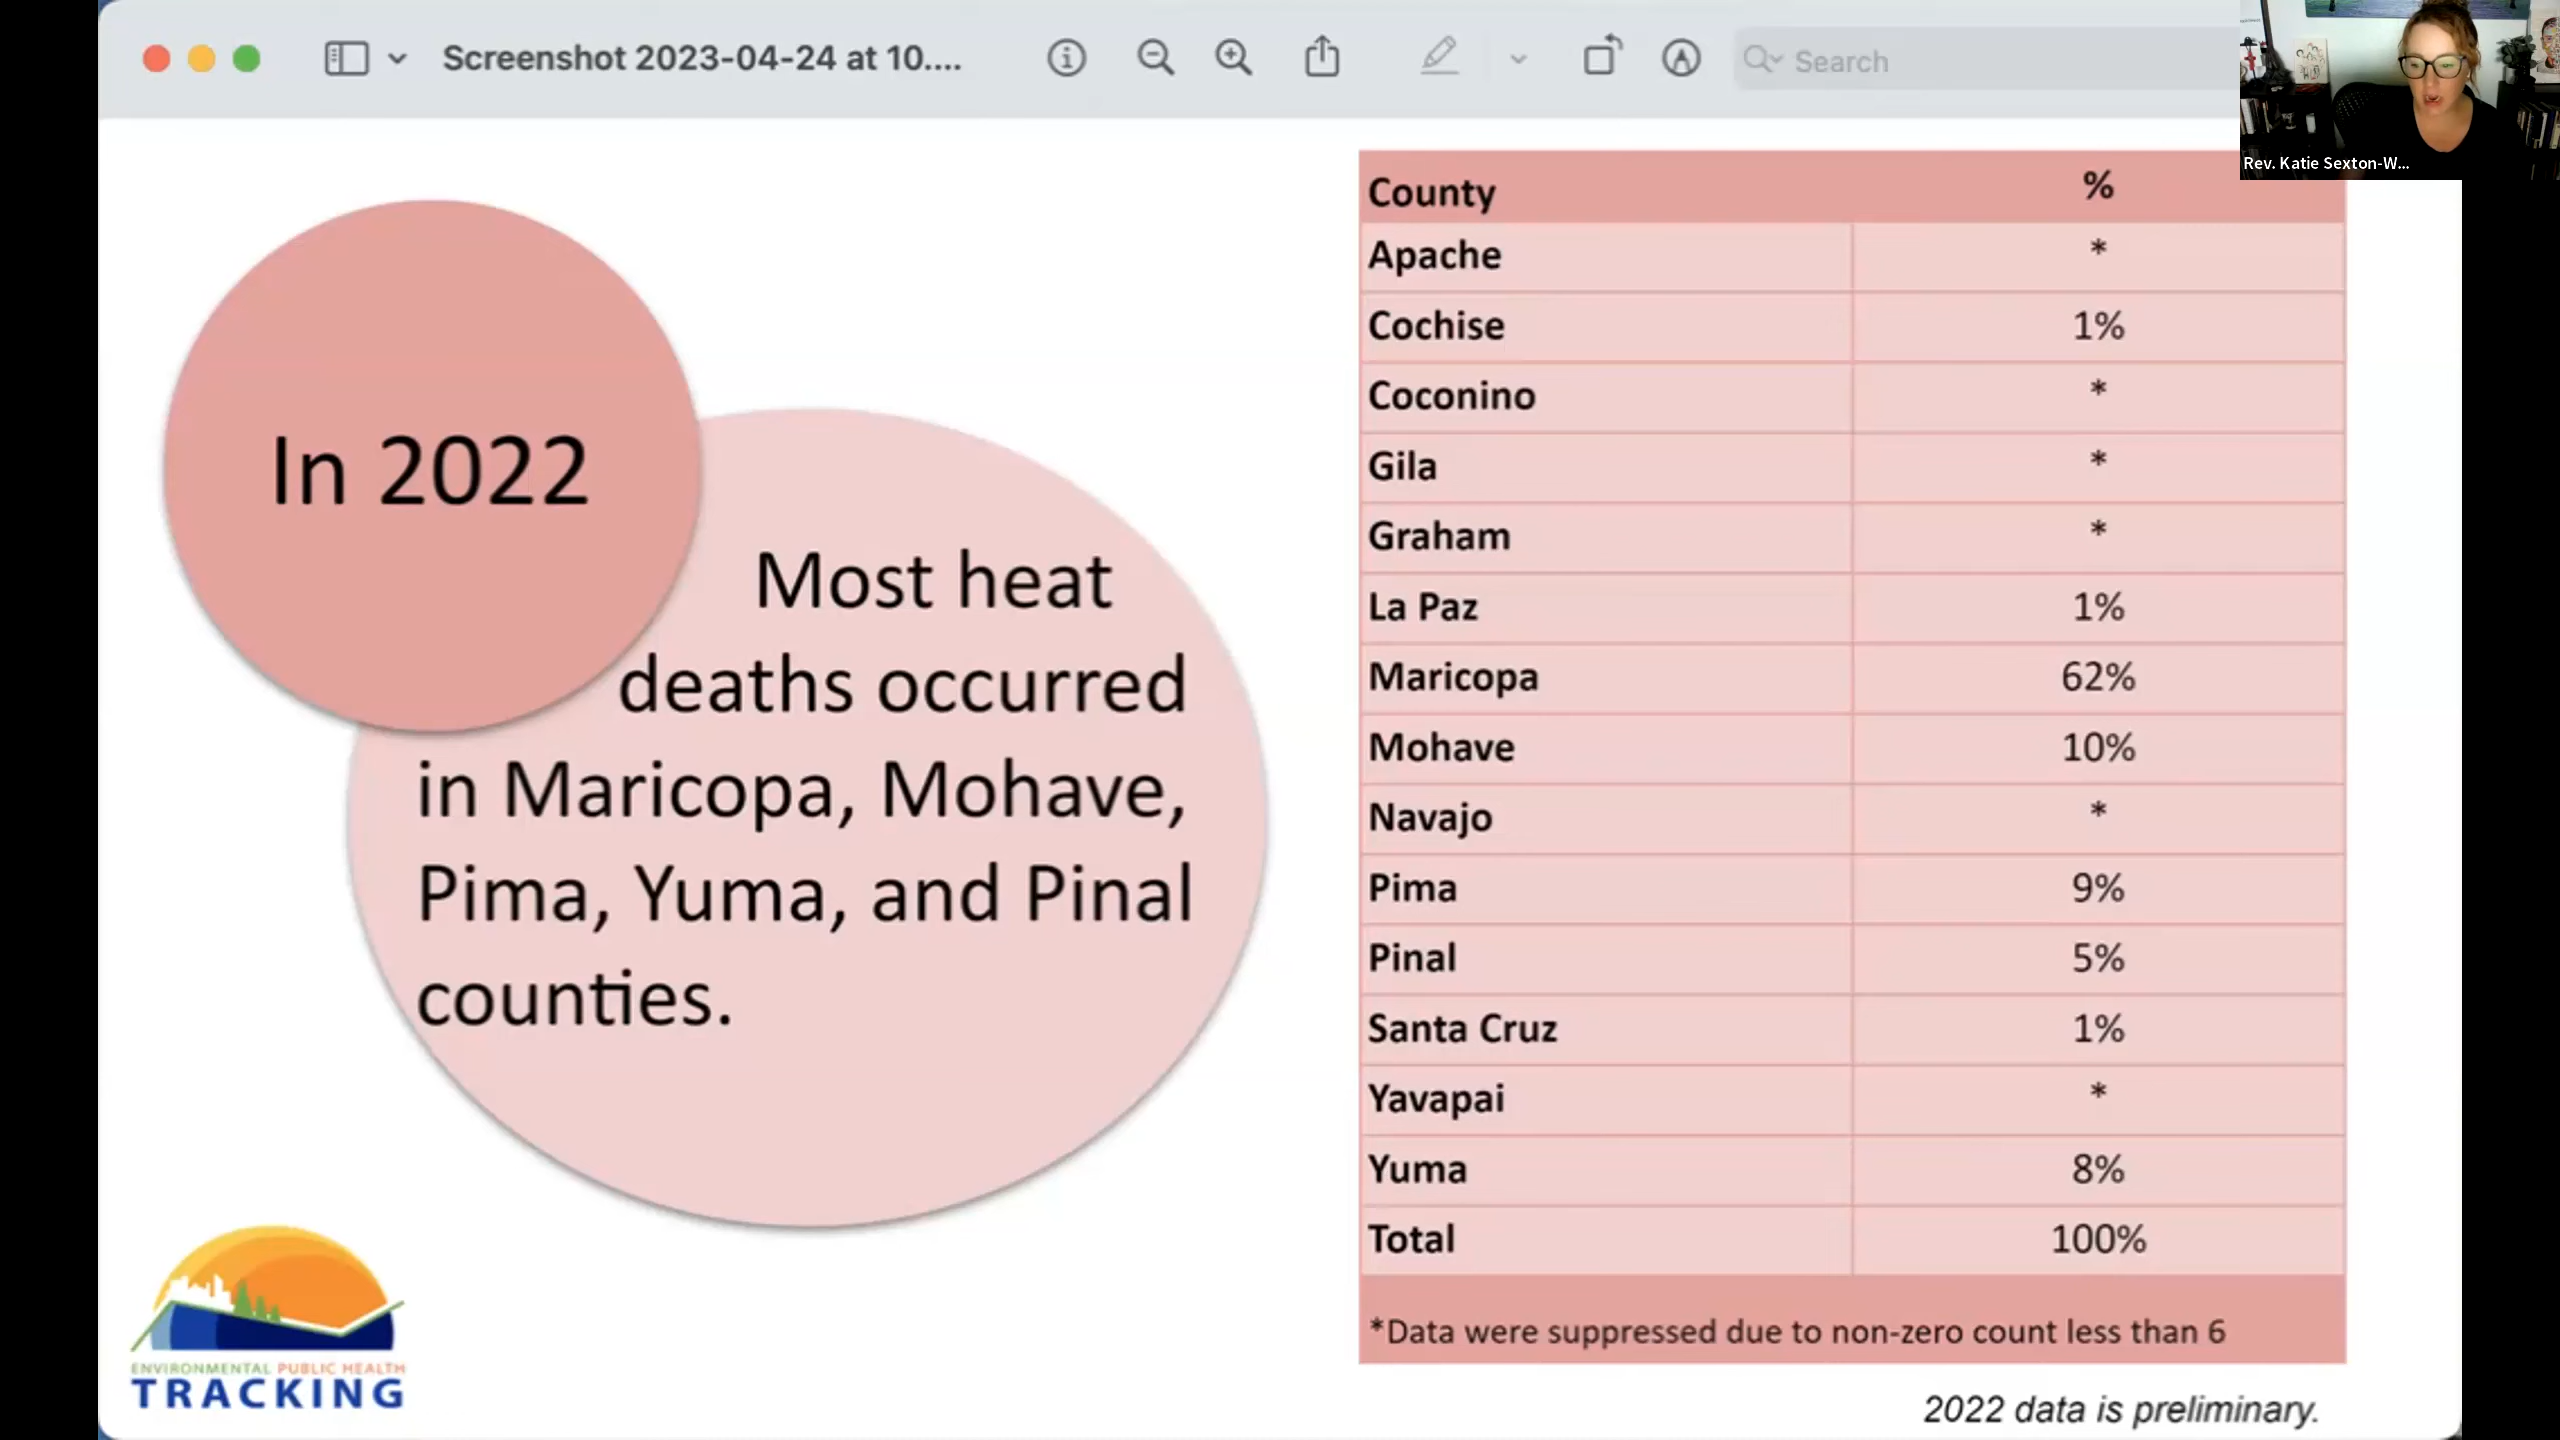 Screenshot 2023-04-24 at 10....
Search
Rev. Katie Sexton-W...
In 2022
Most heat
deaths occurred
in Maricopa, Mohave,
Pima, Yuma, and Pinal
counties.
County %
Apache *
Cochise 1%
Coconino *
Gila *
Graham *
La Paz 1%
Maricopa 62%
Mohave 10%
Navajo *
Pima 9%
Pinal 5%
Santa Cruz 1%
Yavapai *
Yuma 8%
Total 100%
*Data were suppressed due to non-zero count less than 6
ENVIRONMENTAL PUBLIC HEALTH
TRACKING
2022 data is preliminary.